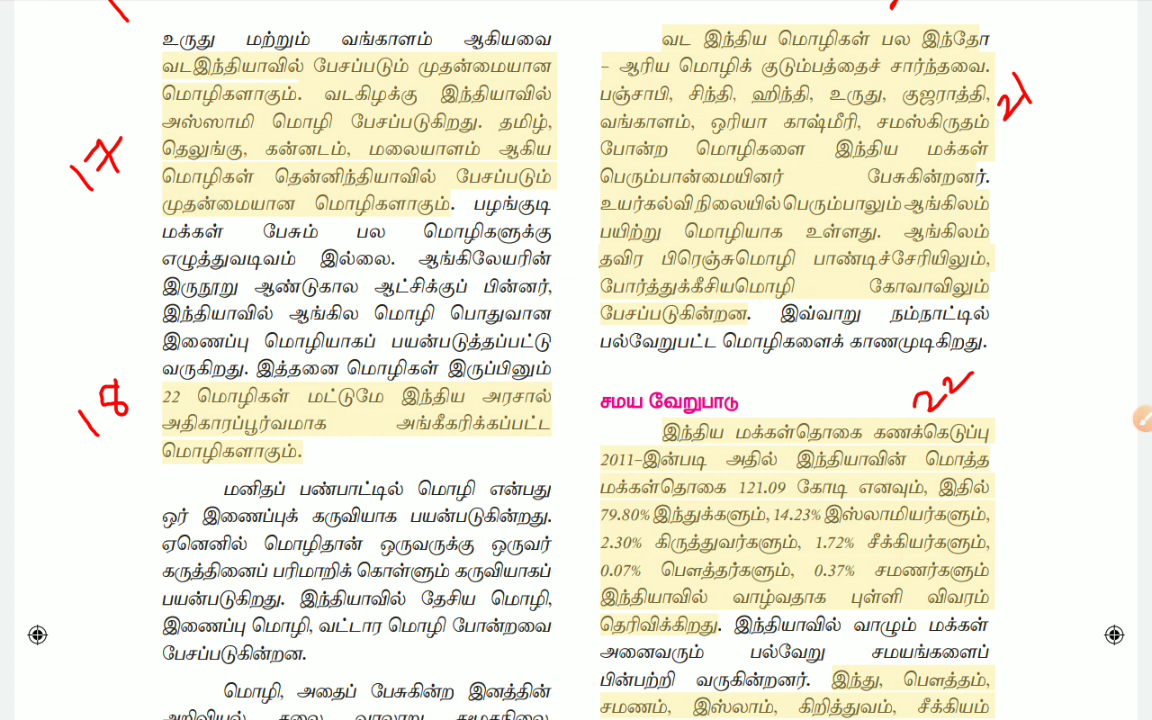 உருது மற்றும் வங்காளம் ஆகியவை
வடஇந்தியாவில் பேசப்படும் முதன்மையான
மொழிகளாகும். வடகிழக்கு இந்தியாவில்
அஸ்ஸாமி மொழி பேசப்படுகிறது. தமிழ்,
தெலுங்கு, கன்னடம், மலையாளம் ஆகிய
மொழிகள் தென்னிந்தியாவில் பேசப்படும்
முதன்மையான மொழிகளாகும். பழங்குடி
மக்கள் பேசும் பல மொழிகளுக்கு
எழுத்துவடிவம் இல்லை. ஆங்கிலேயரின்
இருநூறு ஆண்டுகால ஆட்சிக்குப் பின்னர்,
இந்தியாவில் ஆங்கில மொழி பொதுவான
இணைப்பு மொழியாகப் பயன்படுத்தப்பட்டு
வருகிறது. இத்தனை மொழிகள் இருப்பினும்
22 மொழிகள் மட்டுமே இந்திய அரசால்
அதிகாரப்பூர்வமாக அங்கீகரிக்கப்பட்ட
மொழிகளாகும்.
மனிதப் பண்பாட்டில் மொழி என்பது
ஒர் இணைப்புக் கருவியாக பயன்படுகின்றது.
ஏனெனில் மொழிதான் ஒருவருக்கு ஒருவர்
கருத்தினைப் பரிமாறிக் கொள்ளும் கருவியாகப்
பயன்படுகிறது. இந்தியாவில் தேசிய மொழி,
இணைப்பு மொழி, வட்டார மொழி போன்றவை
பேசப்படுகின்றன.
மொழி, அதைப் பேசுகின்ற இனத்தின்
17
18
வட இந்திய மொழிகள் பல இந்தோ
– ஆரிய மொழிக் குடும்பத்தைச் சார்ந்தவை.
பஞ்சாபி, சிந்தி, ஹிந்தி, உருது, குஜராத்தி,
வங்காளம், ஒரியா காஷ்மீரி, சமஸ்கிருதம்
போன்ற மொழிகளை இந்திய மக்கள்
பெரும்பான்மையினர் பேசுகின்றனர்.
உயர்கல்வி நிலையில் பெரும்பாலும் ஆங்கிலம்
பயிற்று மொழியாக உள்ளது. ஆங்கிலம்
தவிர பிரெஞ்சுமொழி பாண்டிச்சேரியிலும்,
போர்த்துக்கீசியமொழி கோவாவிலும்
பேசப்படுகின்றன. இவ்வாறு நம்நாட்டில்
பல்வேறுபட்ட மொழிகளைக் காணமுடிகிறது.
21
சமய வேறுபாடு
22
இந்திய மக்கள்தொகை கணக்கெடுப்பு
2011–இன்படி அதில் இந்தியாவின் மொத்த
மக்கள்தொகை 121.09 கோடி எனவும், இதில்
79.80% இந்துக்களும், 14.23% இஸ்லாமியர்களும்,
2.30% கிருத்துவர்களும், 1.72% சீக்கியர்களும்,
0.07% பௌத்தர்களும், 0.37% சமணர்களும்
இந்தியாவில் வாழ்வதாக புள்ளி விவரம்
தெரிவிக்கிறது. இந்தியாவில் வாழும் மக்கள்
அனைவரும் பல்வேறு சமயங்களைப்
பின்பற்றி வருகின்றனர். இந்து, பௌத்தம்,
சமணம், இஸ்லாம், கிறித்துவம், சீக்கியம்